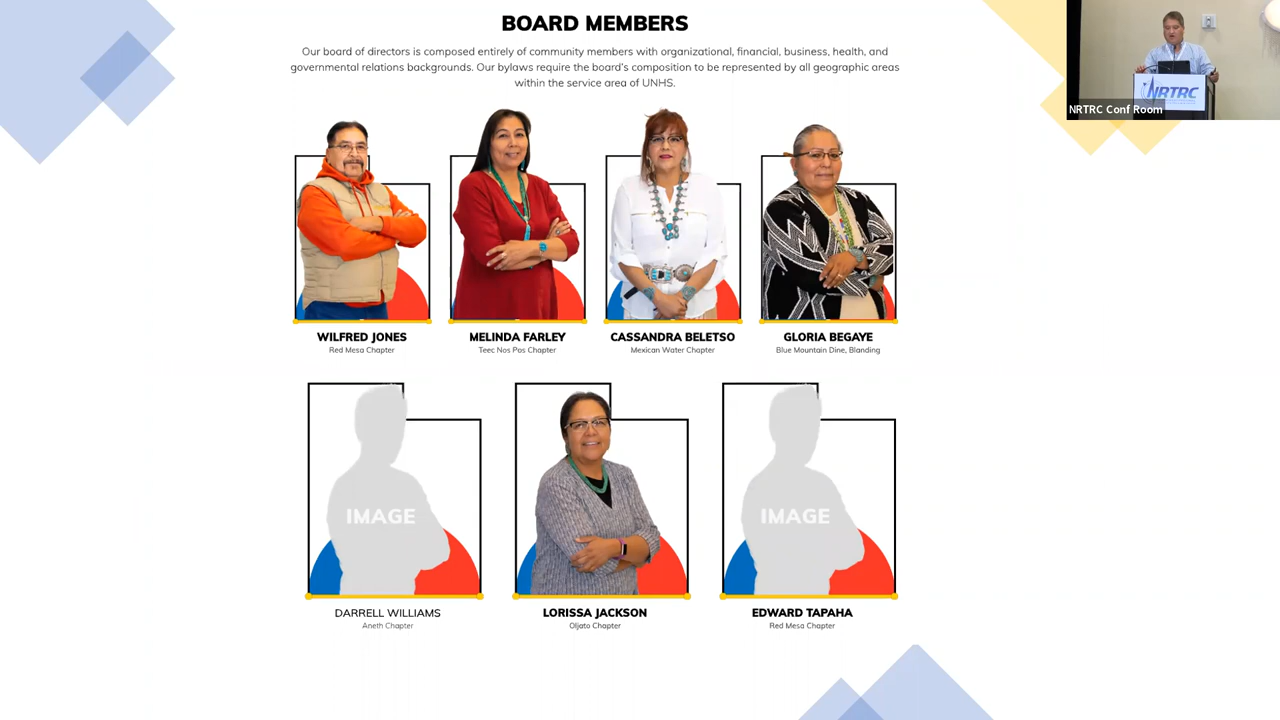 BOARD MEMBERS
Our board of directors is composed entirely of community members with organizational, financial, business, health, and
governmental relations backgrounds. Our bylaws require the board's composition to be represented by all geographic areas
within the service area of UNHS.
NRTRC
NRTRC Conf Room
WILFRED JONES
Red Mesa Chapter
MELINDA FARLEY
Teec Nos Pos Chapter
CASSANDRA BELETSO
Mexican Water Chapter
GLORIA BEGAYE
Blue Mountain Dine, Blanding
IMAGE
IMAGE
DARRELL WILLIAMS
Aneth Chapter
LORISSA JACKSON
Oljato Chapter
EDWARD TAPAHA
Red Mesa Chapter